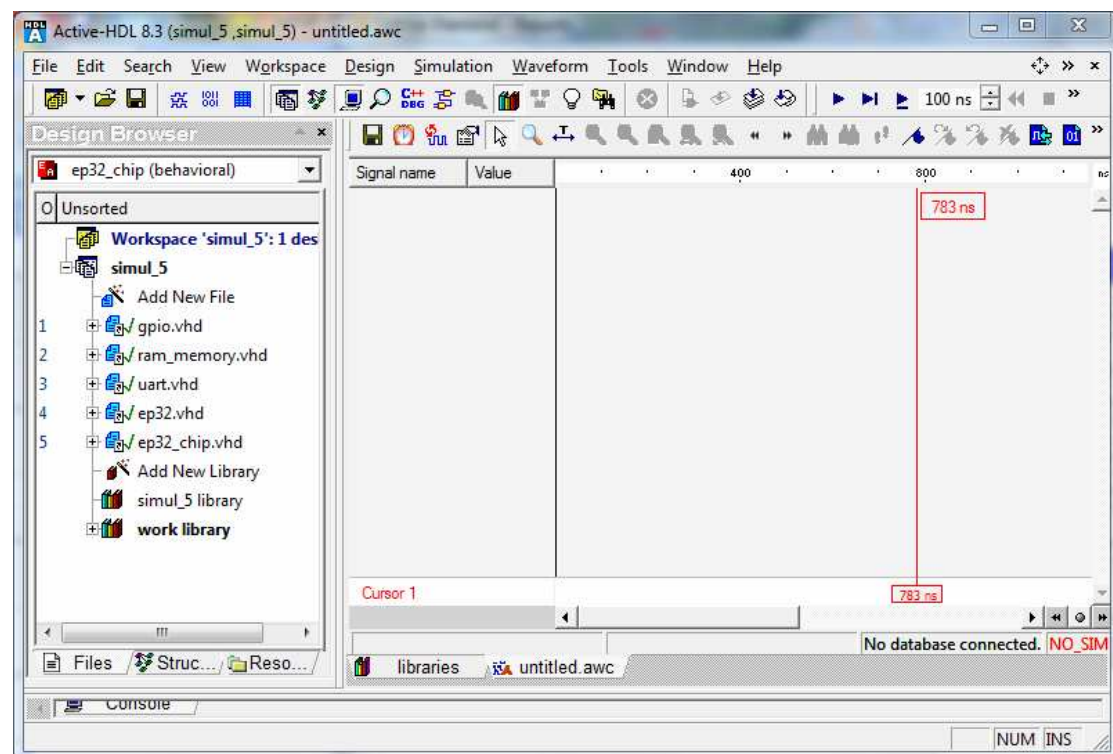 Active-HDL 8.3 (simul_5 ,simul_5) - untitled.awc
File Edit Search View Workspace Design Simulation Waveform Tools Window Help
100 ns
Design Browser
ep32_chip (behavioral)
Signal name Value 400 800 ns
O Unsorted
783 ns
Workspace 'simul_5': 1 des
simul_5
Add New File
1 gpio.vhd
2 ram_memory.vhd
3 uart.vhd
4 ep32.vhd
5 ep32_chip.vhd
Add New Library
simul_5 library
work library
Cursor 1 783 ns
No database connected. NO_SIM
Files Struc... Reso...
libraries untitled.awc
Console
NUM INS